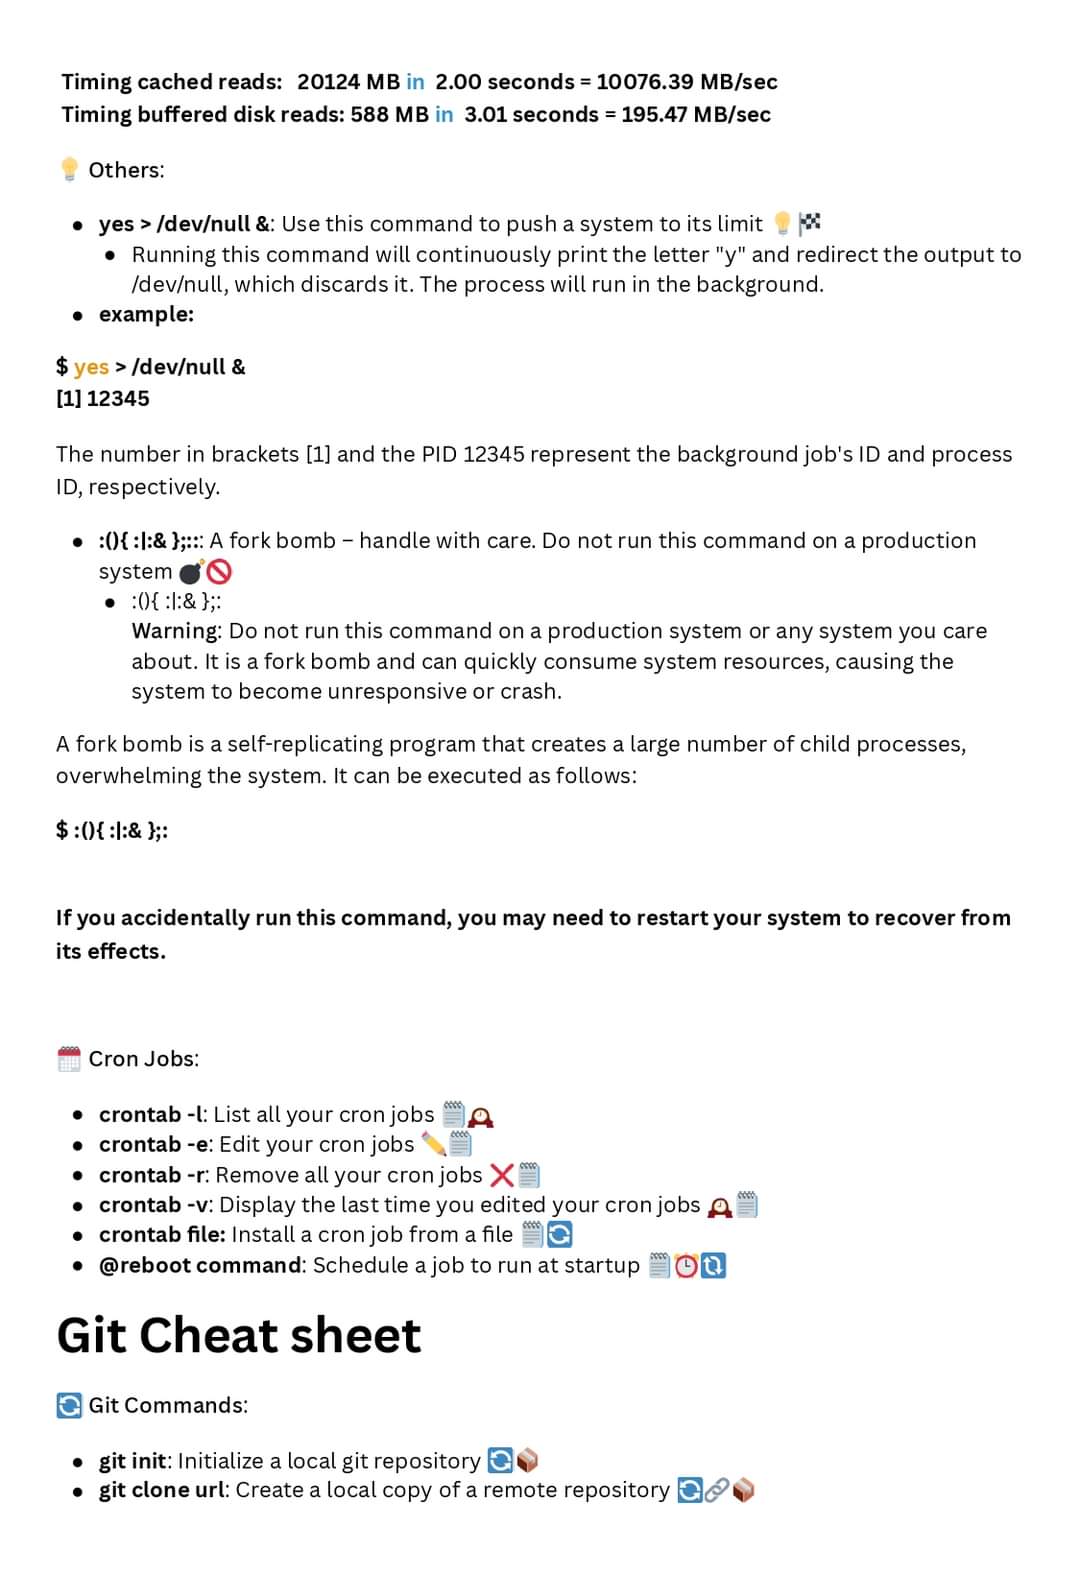 Timing cached reads: 20124 MB in 2.00 seconds = 10076.39 MB/sec
Timing buffered disk reads: 588 MB in 3.01 seconds = 195.47 MB/sec
💡 Others:
● yes > /dev/null &: Use this command to push a system to its limit 💡🏁
● Running this command will continuously print the letter "y" and redirect the output to
/dev/null, which discards it. The process will run in the background.
● example:
$ yes > /dev/null &
[1] 12345
The number in brackets [1] and the PID 12345 represent the background job's ID and process
ID, respectively.
● :(){ :|:& };::: A fork bomb – handle with care. Do not run this command on a production
system 💣🚫
● :(){ :|:& };:
Warning: Do not run this command on a production system or any system you care
about. It is a fork bomb and can quickly consume system resources, causing the
system to become unresponsive or crash.
A fork bomb is a self-replicating program that creates a large number of child processes,
overwhelming the system. It can be executed as follows:
$ :(){ :|:& };:
If you accidentally run this command, you may need to restart your system to recover from
its effects.
🗓️ Cron Jobs:
● crontab -l: List all your cron jobs 🗒️🕰️
● crontab -e: Edit your cron jobs ✏️🗒️
● crontab -r: Remove all your cron jobs ❌🗒️
● crontab -v: Display the last time you edited your cron jobs 🕰️🗒️
● crontab file: Install a cron job from a file 🗒️🔄
● @reboot command: Schedule a job to run at startup 🗒️⏰🔃
Git Cheat sheet
🔄 Git Commands:
● git init: Initialize a local git repository 🔄📦
● git clone url: Create a local copy of a remote repository 🔄🔗📦